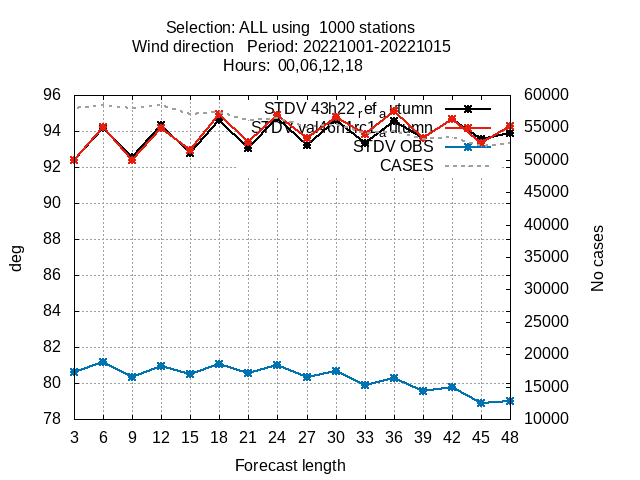 Selection: ALL using  1000 stations
Wind direction   Period: 20221001-20221015
Hours:  00,06,12,18
STDV 43h22
STDV
STDV OBS
CASES
96
94
92
90
88
86
84
82
80
78
deg
60000
55000
50000
45000
40000
35000
30000
25000
20000
15000
10000
No cases
3 6 9 12 15 18 21 24 27 30 33 36 39 42 45 48
Forecast length